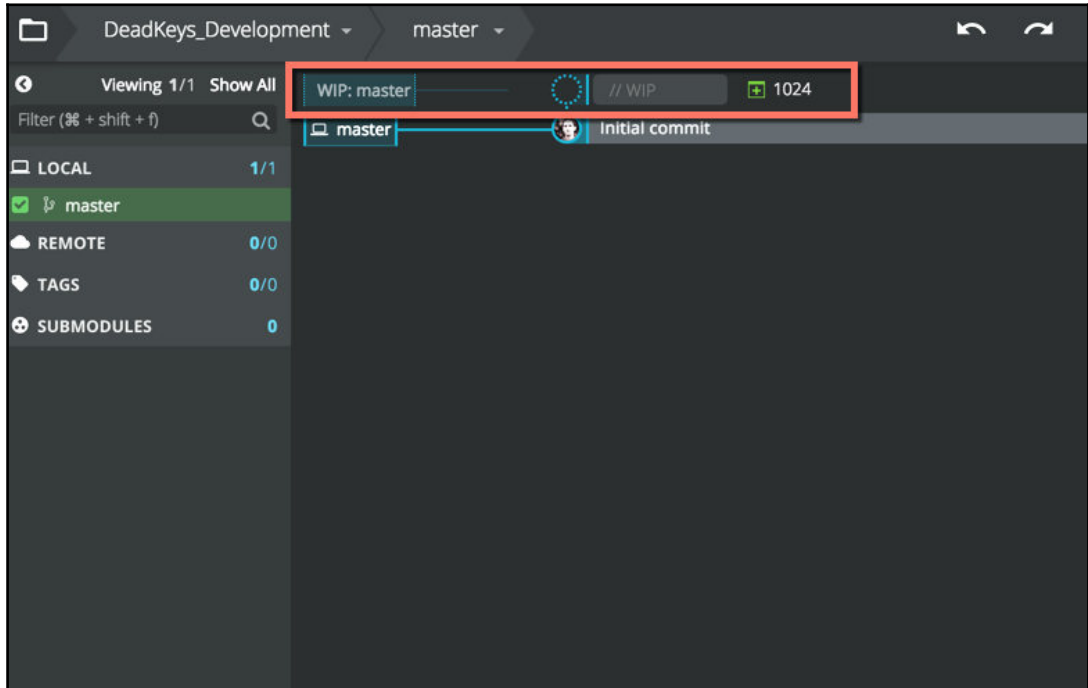 DeadKeys_Development master
Viewing 1/1 Show All
Filter (⌘ + shift + f)
LOCAL 1/1
master
REMOTE 0/0
TAGS 0/0
SUBMODULES 0
WIP: master // WIP 1024
master Initial commit